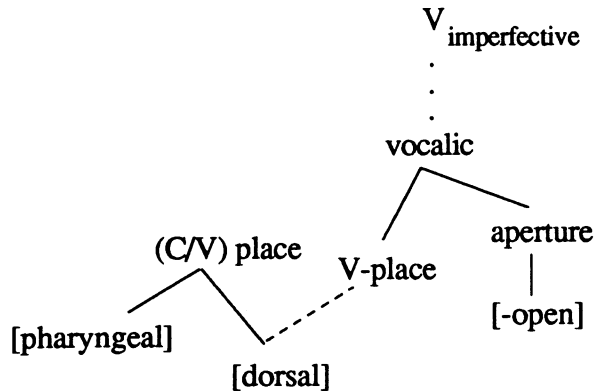 V imperfective
vocalic
(C/V) place
aperture
V-place
[-open]
[pharyngeal]
[dorsal]